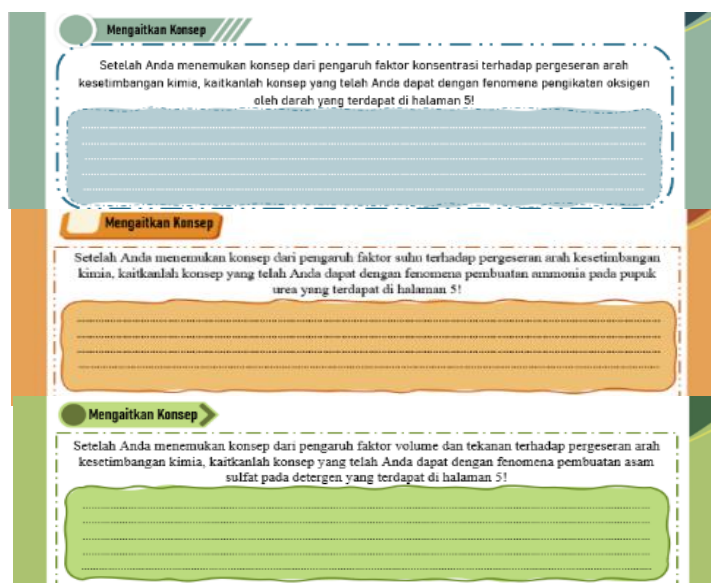 Mengaitkan Konsep
Setelah Anda menemukan konsep dari pengaruh faktor konsentrasi terhadap pergeseran arah
kesetimbangan kimia, kaitkanlah konsep yang telah Anda dapat dengan fenomena pengikatan oksigen
oleh darah yang terdapat di halaman 5!
Mengaitkan Konsep
Setelah Anda menemukan konsep dari pengaruh faktor suhu terhadap pergeseran arah kesetimbangan
kimia, kaitkanlah konsep yang telah Anda dapat dengan fenomena pembuatan ammonia pada pupuk
urea yang terdapat di halaman 5!
Mengaitkan Konsep
Setelah Anda menemukan konsep dari pengaruh faktor volume dan tekanan terhadap pergeseran arah
kesetimbangan kimia, kaitkanlah konsep yang telah Anda dapat dengan fenomena pembuatan asam
sulfat pada detergen yang terdapat di halaman 5!